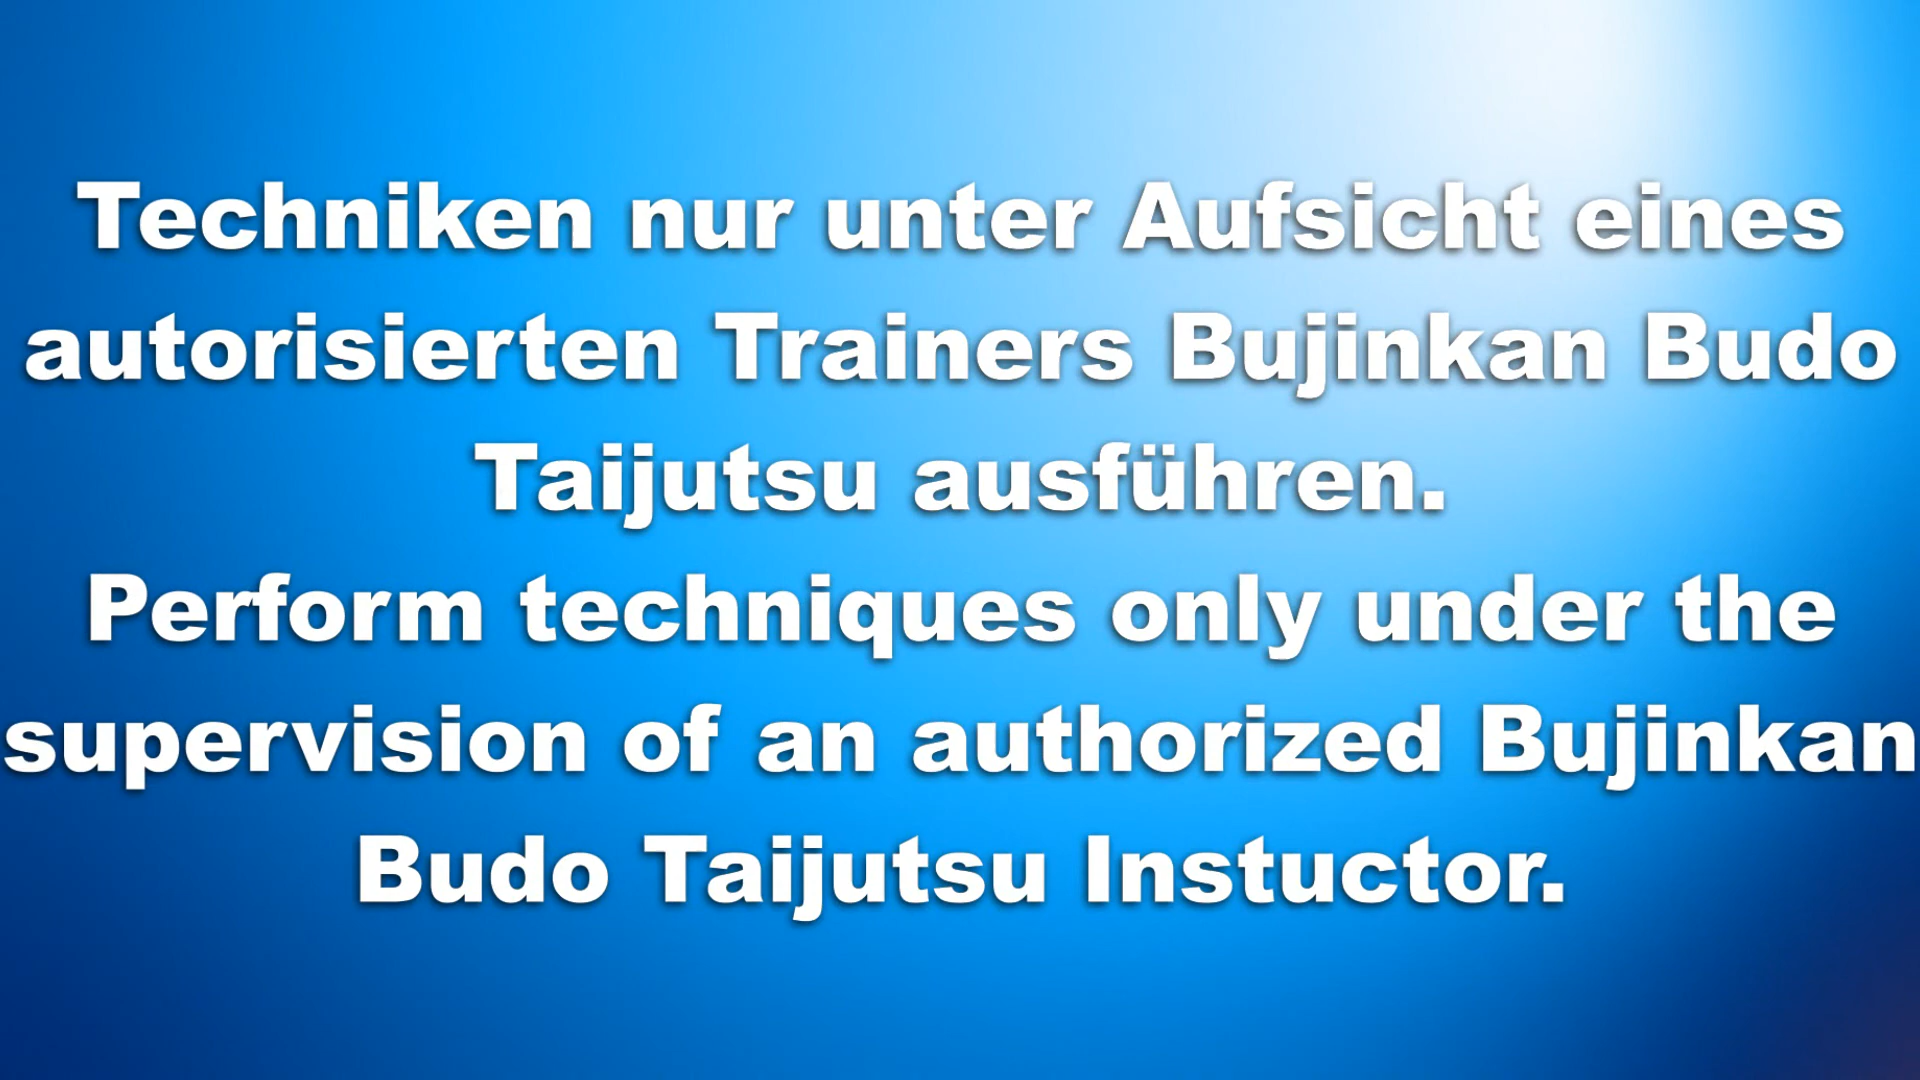 Techniken nur unter Aufsicht eines
autorisierten Trainers Bujinkan Budo
Taijutsu ausführen.
Perform techniques only under the
supervision of an authorized Bujinkan
Budo Taijutsu Instuctor.